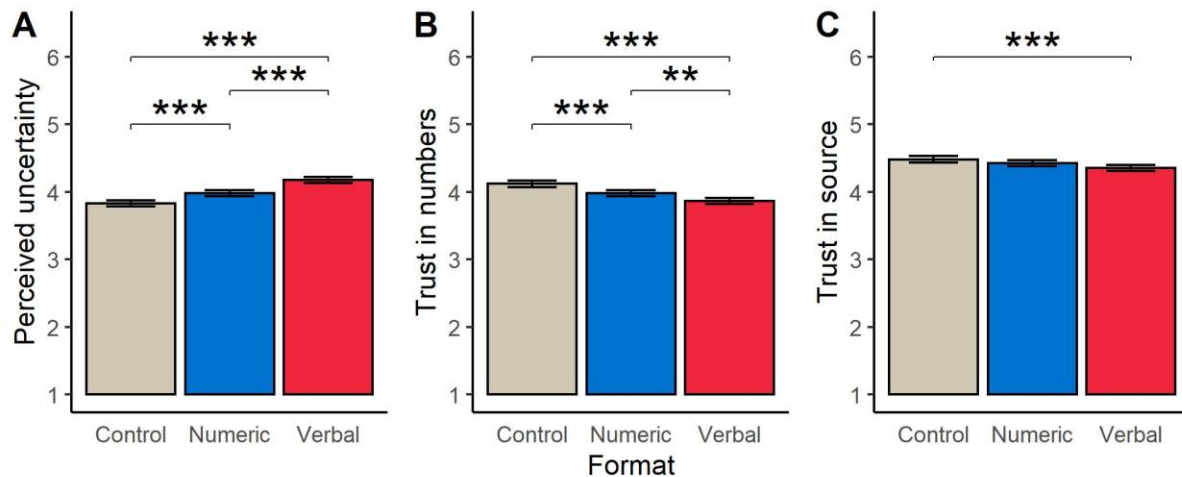 A
Perceived uncertainty
6
5
4
3
2
1
***
***
***
Control Numeric Verbal
B
Trust in numbers
6
5
4
3
2
1
***
**
***
Control Numeric Verbal
Format
C
Trust in source
6
5
4
3
2
1
***
Control Numeric Verbal